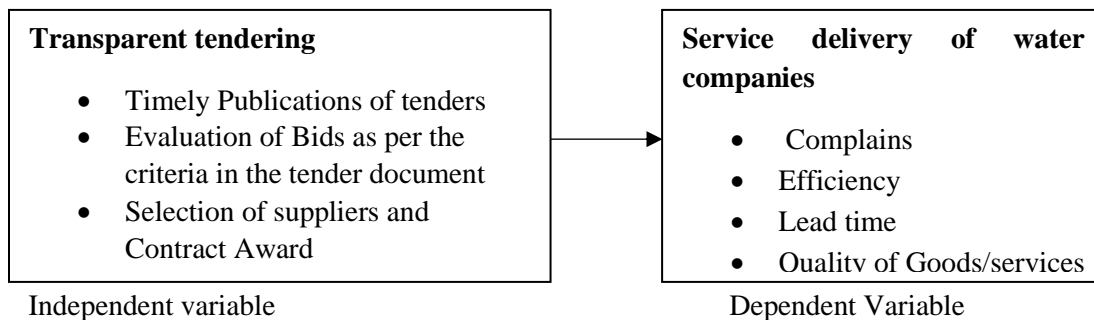 Transparent tendering
• Timely Publications of tenders
• Evaluation of Bids as per the
criteria in the tender document
• Selection of suppliers and
Contract Award
Independent variable
Service delivery of water
companies
• Complains
• Efficiency
• Lead time
• Quality of Goods/services
Dependent Variable